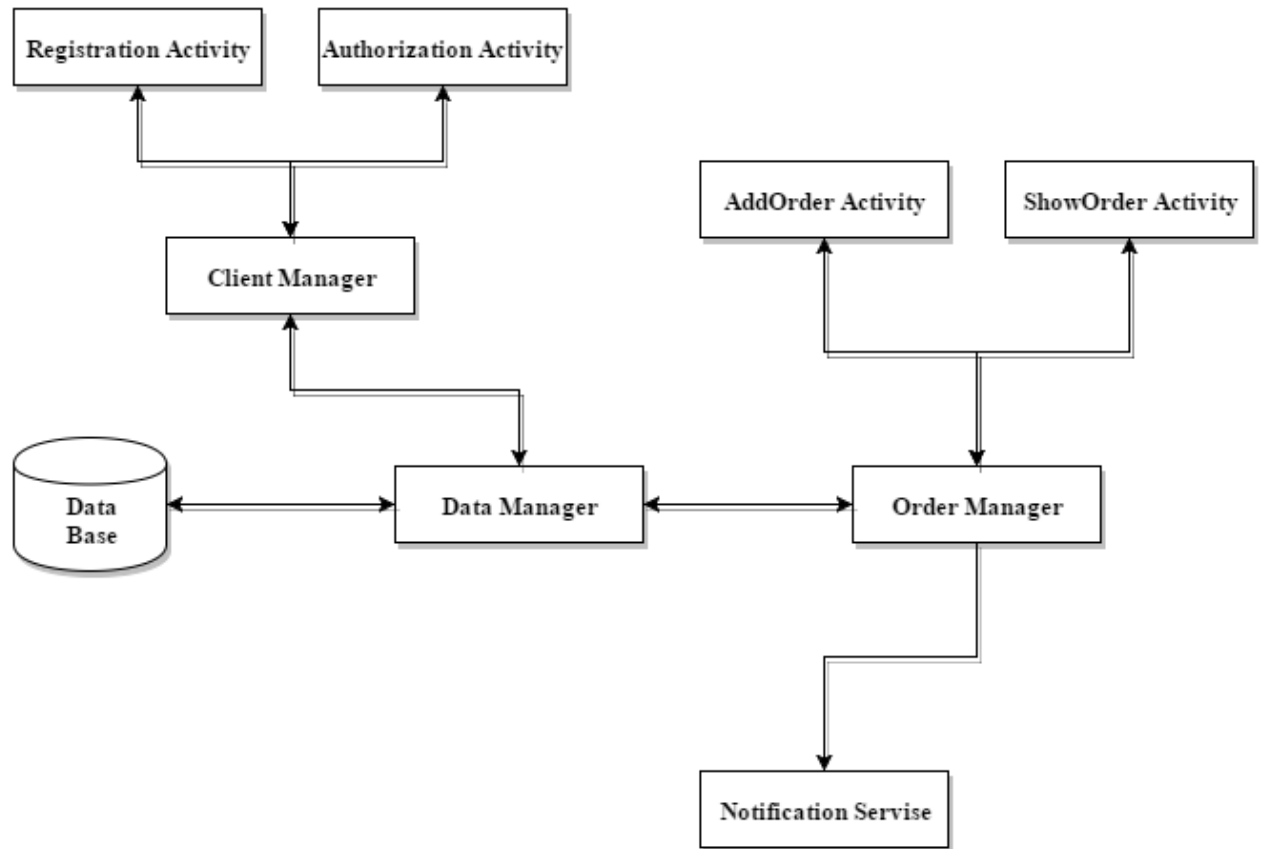 Registration Activity
Authorization Activity
AddOrder Activity
ShowOrder Activity
Client Manager
Data
Base
Data Manager
Order Manager
Notification Servise